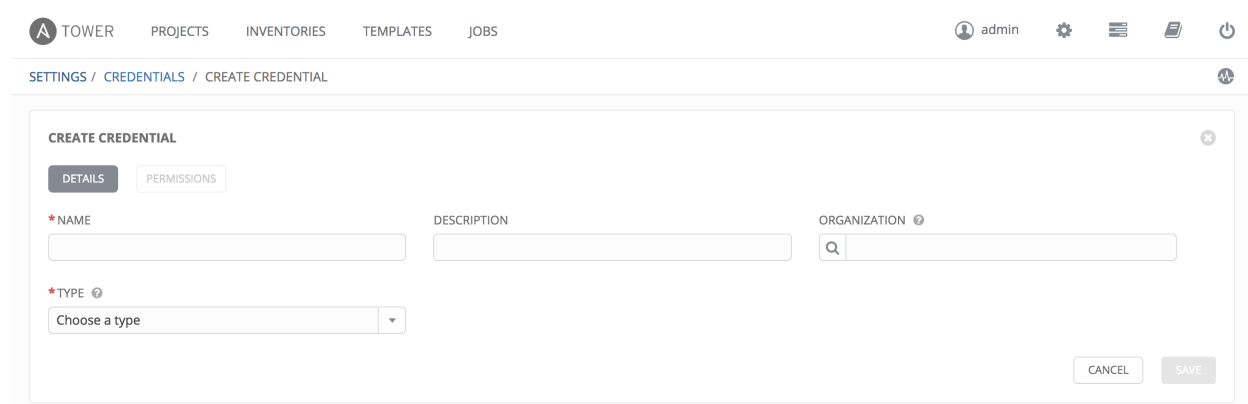 A TOWER PROJECTS INVENTORIES TEMPLATES JOBS admin
SETTINGS / CREDENTIALS / CREATE CREDENTIAL
CREATE CREDENTIAL
DETAILS PERMISSIONS
* NAME DESCRIPTION ORGANIZATION ?
* TYPE ?
Choose a type
CANCEL SAVE